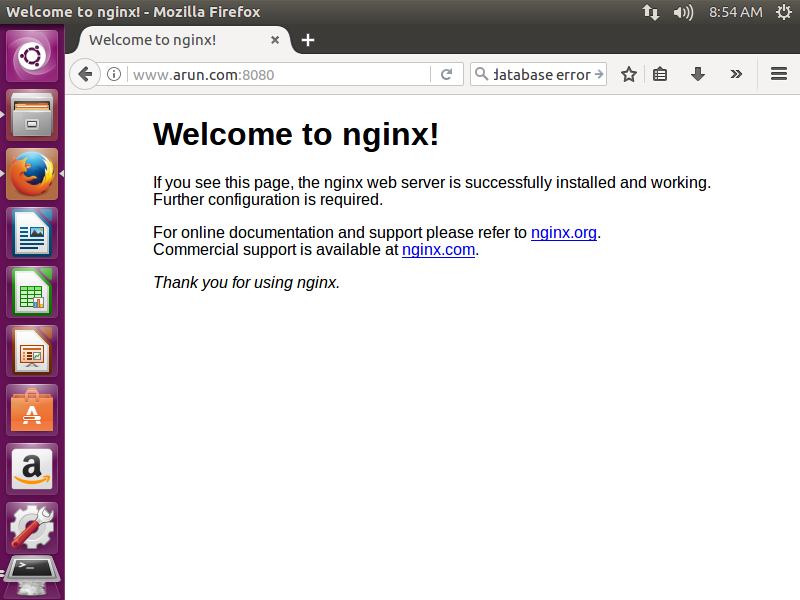 Welcome to nginx! - Mozilla Firefox
8:54 AM
Welcome to nginx!
www.arun.com:8080
database error
Welcome to nginx!
If you see this page, the nginx web server is successfully installed and working.
Further configuration is required.
For online documentation and support please refer to nginx.org.
Commercial support is available at nginx.com.
Thank you for using nginx.